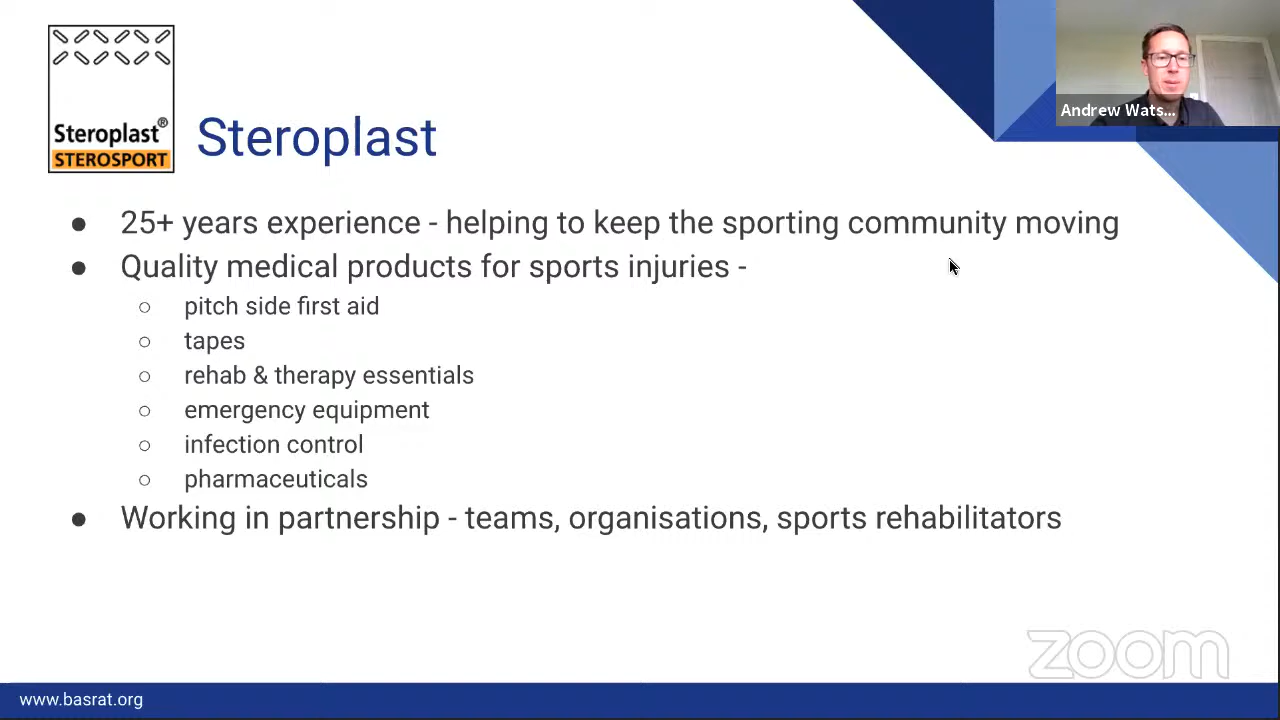 Steroplast®
STEROSPORT
Steroplast
Andrew Wats...
● 25+ years experience - helping to keep the sporting community moving
● Quality medical products for sports injuries -
○ pitch side first aid
○ tapes
○ rehab & therapy essentials
○ emergency equipment
○ infection control
○ pharmaceuticals
● Working in partnership - teams, organisations, sports rehabilitators
zoom
www.basrat.org